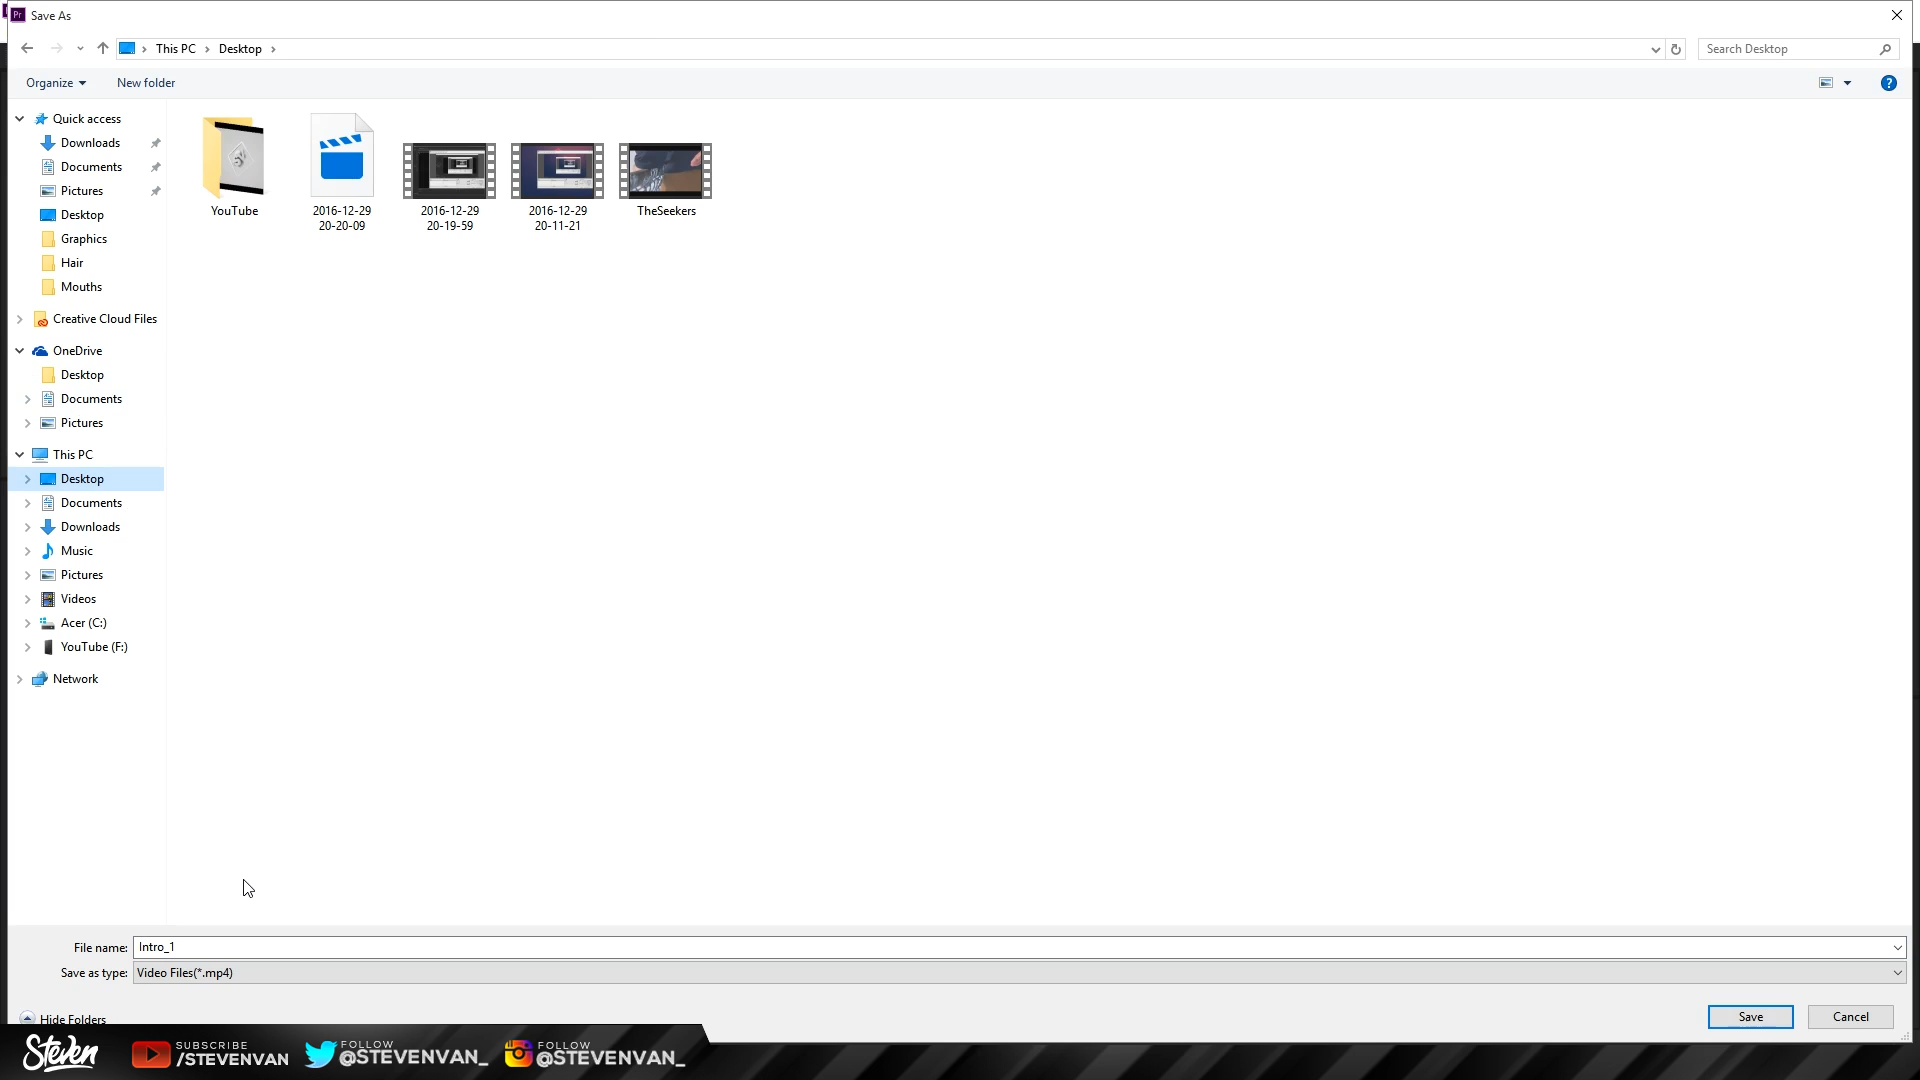 Pr Save As
This PC
Desktop
Search Desktop
Organize
New folder
?
Quick access
Downloads
Documents
Pictures
Desktop
Graphics
Hair
Mouths
Creative Cloud Files
OneDrive
Desktop
Documents
Pictures
This PC
Desktop
Documents
Downloads
Music
Pictures
Videos
Acer (C:)
YouTube (F:)
Network
YouTube
2016-12-29
20-20-09
2016-12-29
20-19-59
2016-12-29
20-11-21
TheSeekers
File name: Intro_1
Save as type: Video Files(*.mp4)
Hide Folders
Save
Cancel
Steven
SUBSCRIBE
/STEVENVAN
FOLLOW
@STEVENVAN_
FOLLOW
@STEVENVAN_